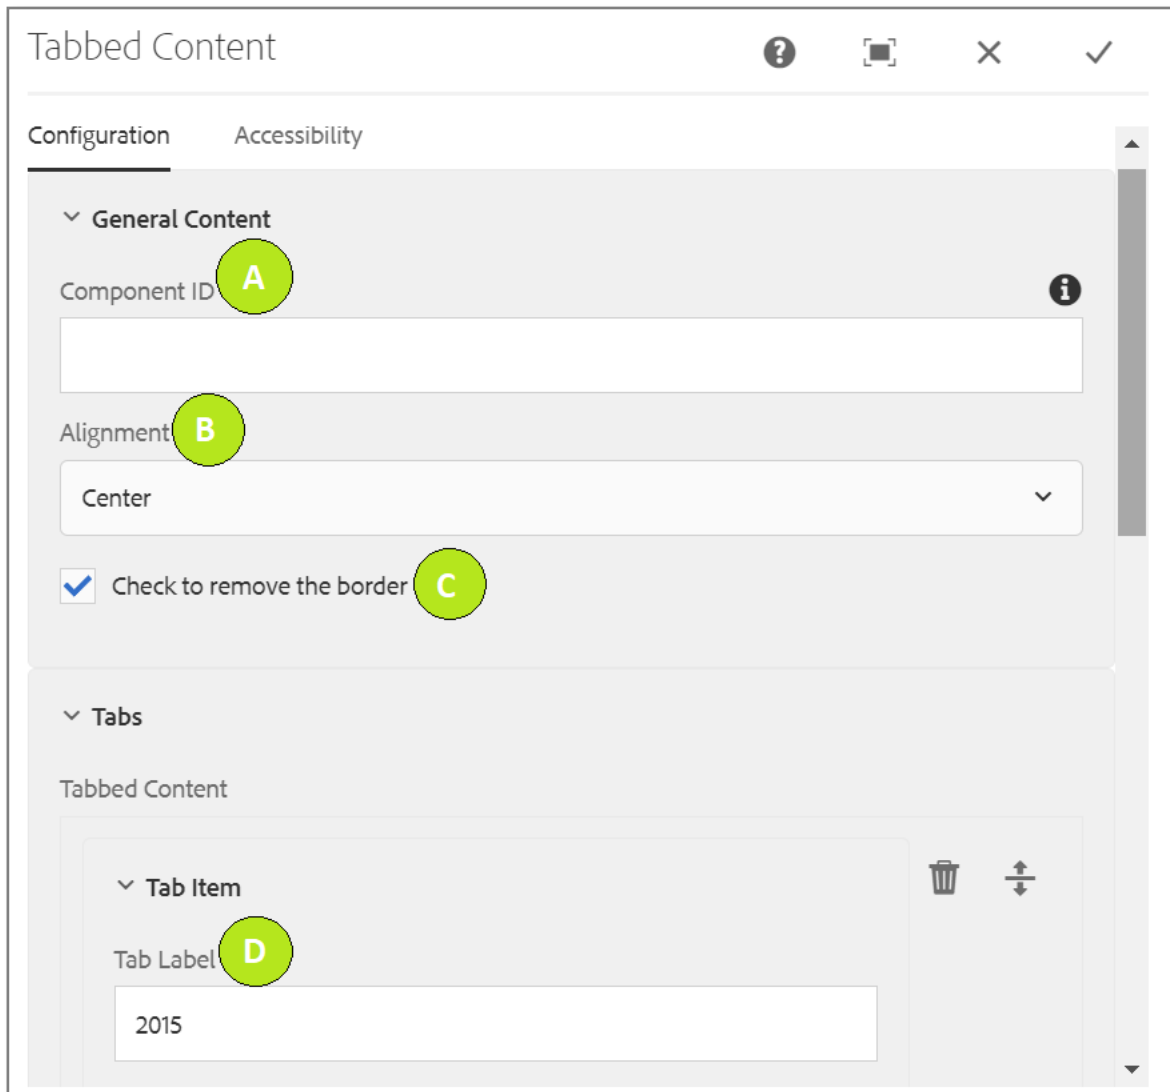 Tabbed Content
Configuration Accessibility
General Content
Component ID A
Alignment B
Center
Check to remove the border C
Tabs
Tabbed Content
Tab Item
Tab Label D
2015